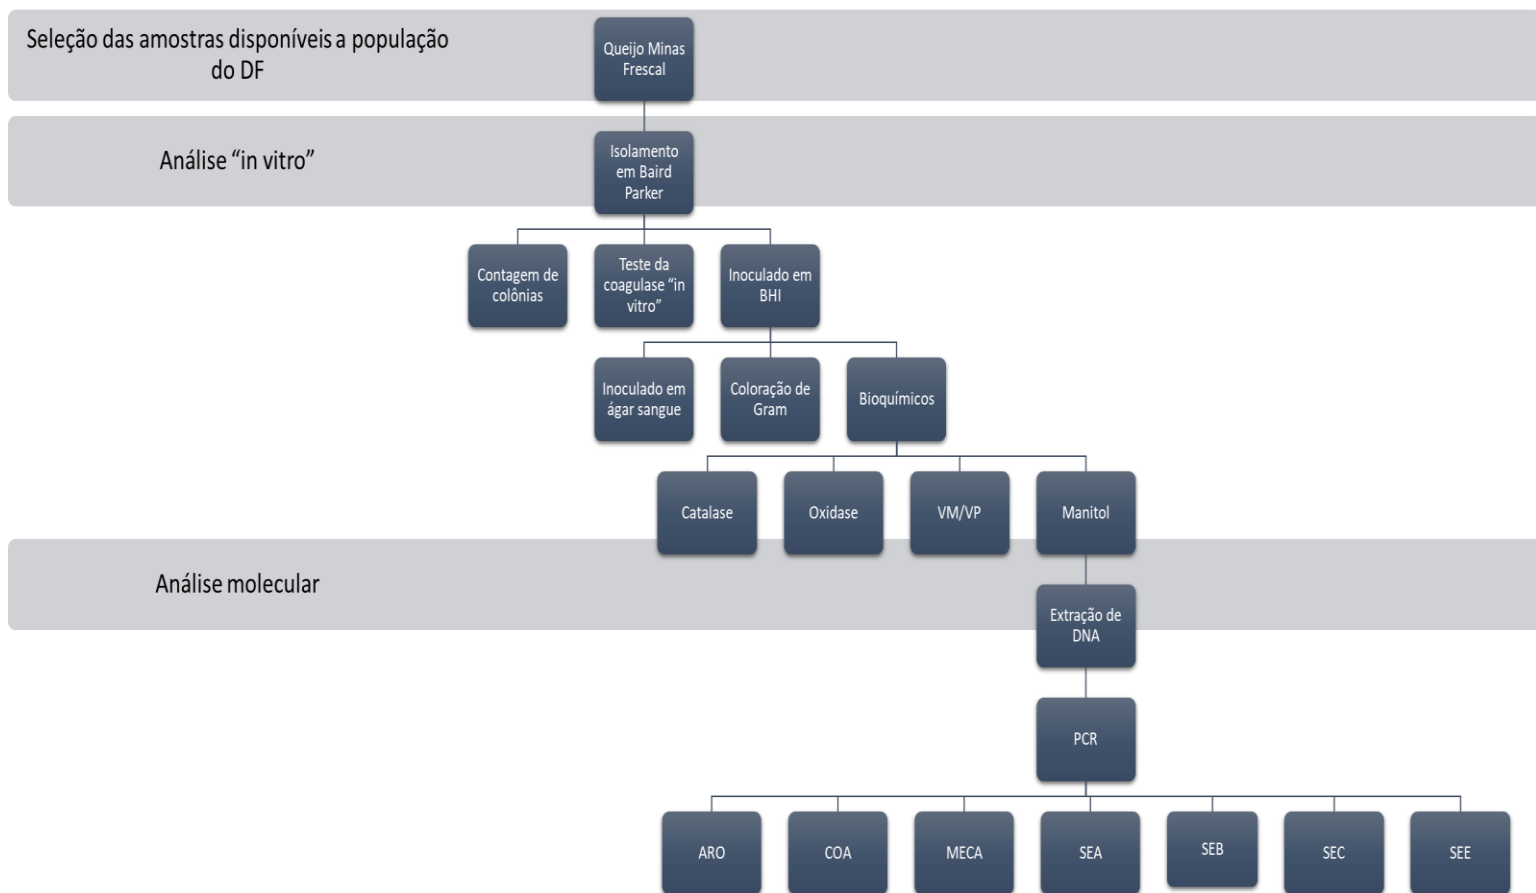 Seleção das amostras disponíveis a população
do DF
Queijo Minas
Frescal
Análise “in vitro”
Isolamento
em Baird
Parker
Contagem de
colônias
Teste da
coagulase “in
vitro”
Inoculado em
BHI
Inoculado em
ágar sangue
Coloração de
Gram
Bioquímicos
Catalase
Oxidase
VM/VP
Manitol
Análise molecular
Extração de
DNA
PCR
ARO
COA
MECA
SEA
SEB
SEC
SEE